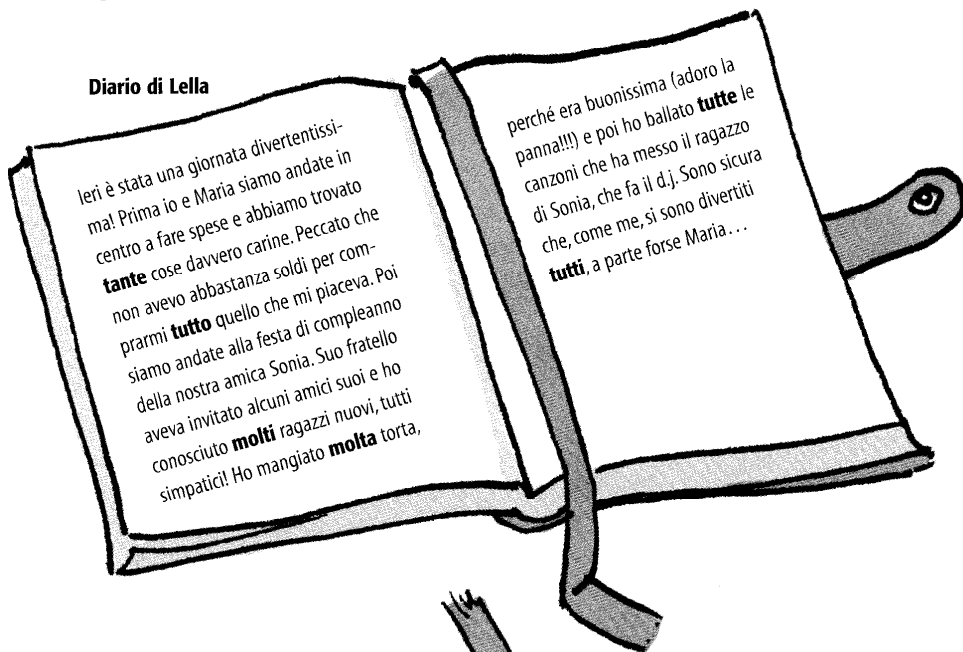 Diario di Lella
Ieri è stata una giornata divertentissi-
ma! Prima io e Maria siamo andate in
centro a fare spese e abbiamo trovato
tante cose davvero carine. Peccato che
non avevo abbastanza soldi per com-
prarmi tutto quello che mi piaceva. Poi
siamo andate alla festa di compleanno
della nostra amica Sonia. Suo fratello
aveva invitato alcuni amici suoi e ho
conosciuto molti ragazzi nuovi, tutti
simpatici! Ho mangiato molta torta,
perché era buonissima (adoro la
panna!!!) e poi ho ballato tutte le
canzoni che ha messo il ragazzo
di Sonia, che fa il d.j. Sono sicura
che, come me, si sono divertiti
tutti, a parte forse Maria...